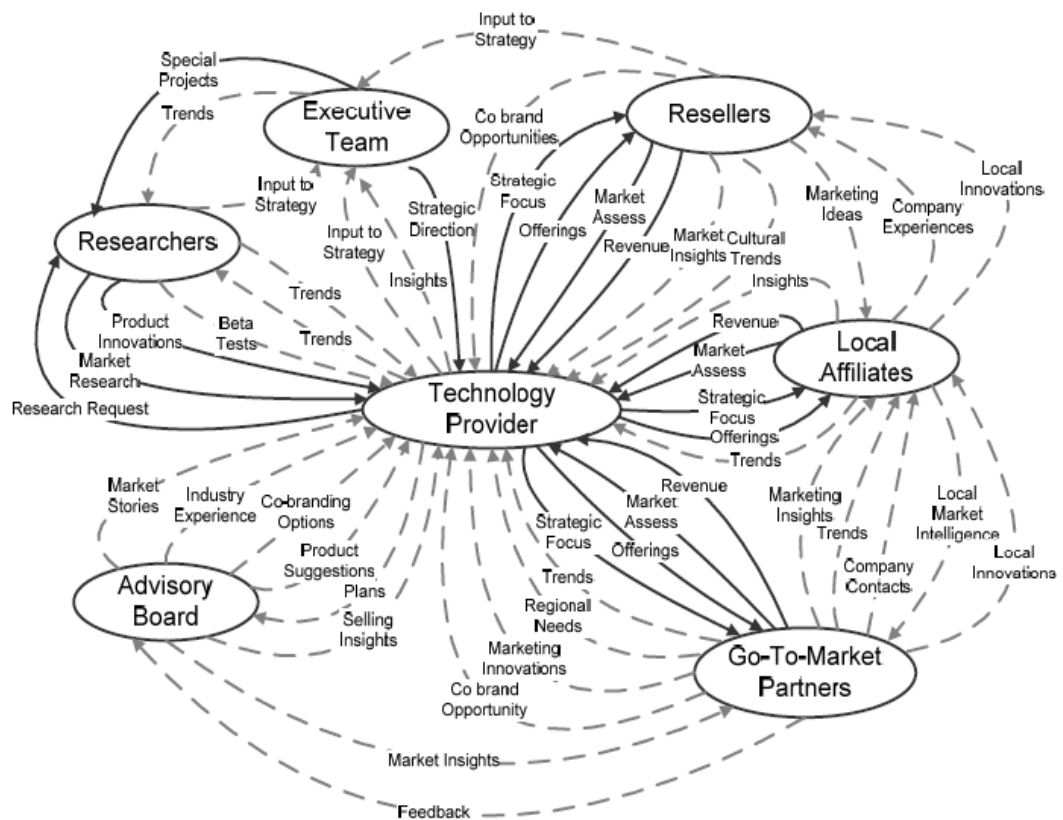 Input to
Strategy
Special
Projects
Trends
Executive
Team
Co brand
Opportunities
Resellers
Input to
Strategy
Strategic
Focus
Market
Assess
Local
Innovations
Marketing
Ideas
Company
Experiences
Researchers
Input to
Strategy
Strategic
Direction
Offerings
Revenue
Market
Insights
Cultural
Trends
Insights
Insights
Trends
Product
Innovations
Beta
Tests
Trends
Revenue
Market
Assess
Local
Affiliates
Market
Research
Research Request
Technology
Provider
Strategic
Focus
Offerings
Trends
Market
Stories
Industry
Experience
Co-branding
Options
Revenue
Market
Assess
Strategic
Focus
Offerings
Marketing
Insights
Trends
Local
Market
Intelligence
Local
Innovations
Product
Suggestions
Plans
Trends
Company
Contacts
Advisory
Board
Selling
Insights
Regional
Needs
Marketing
Innovations
Co brand
Opportunity
Go-To-Market
Partners
Market Insights
Feedback